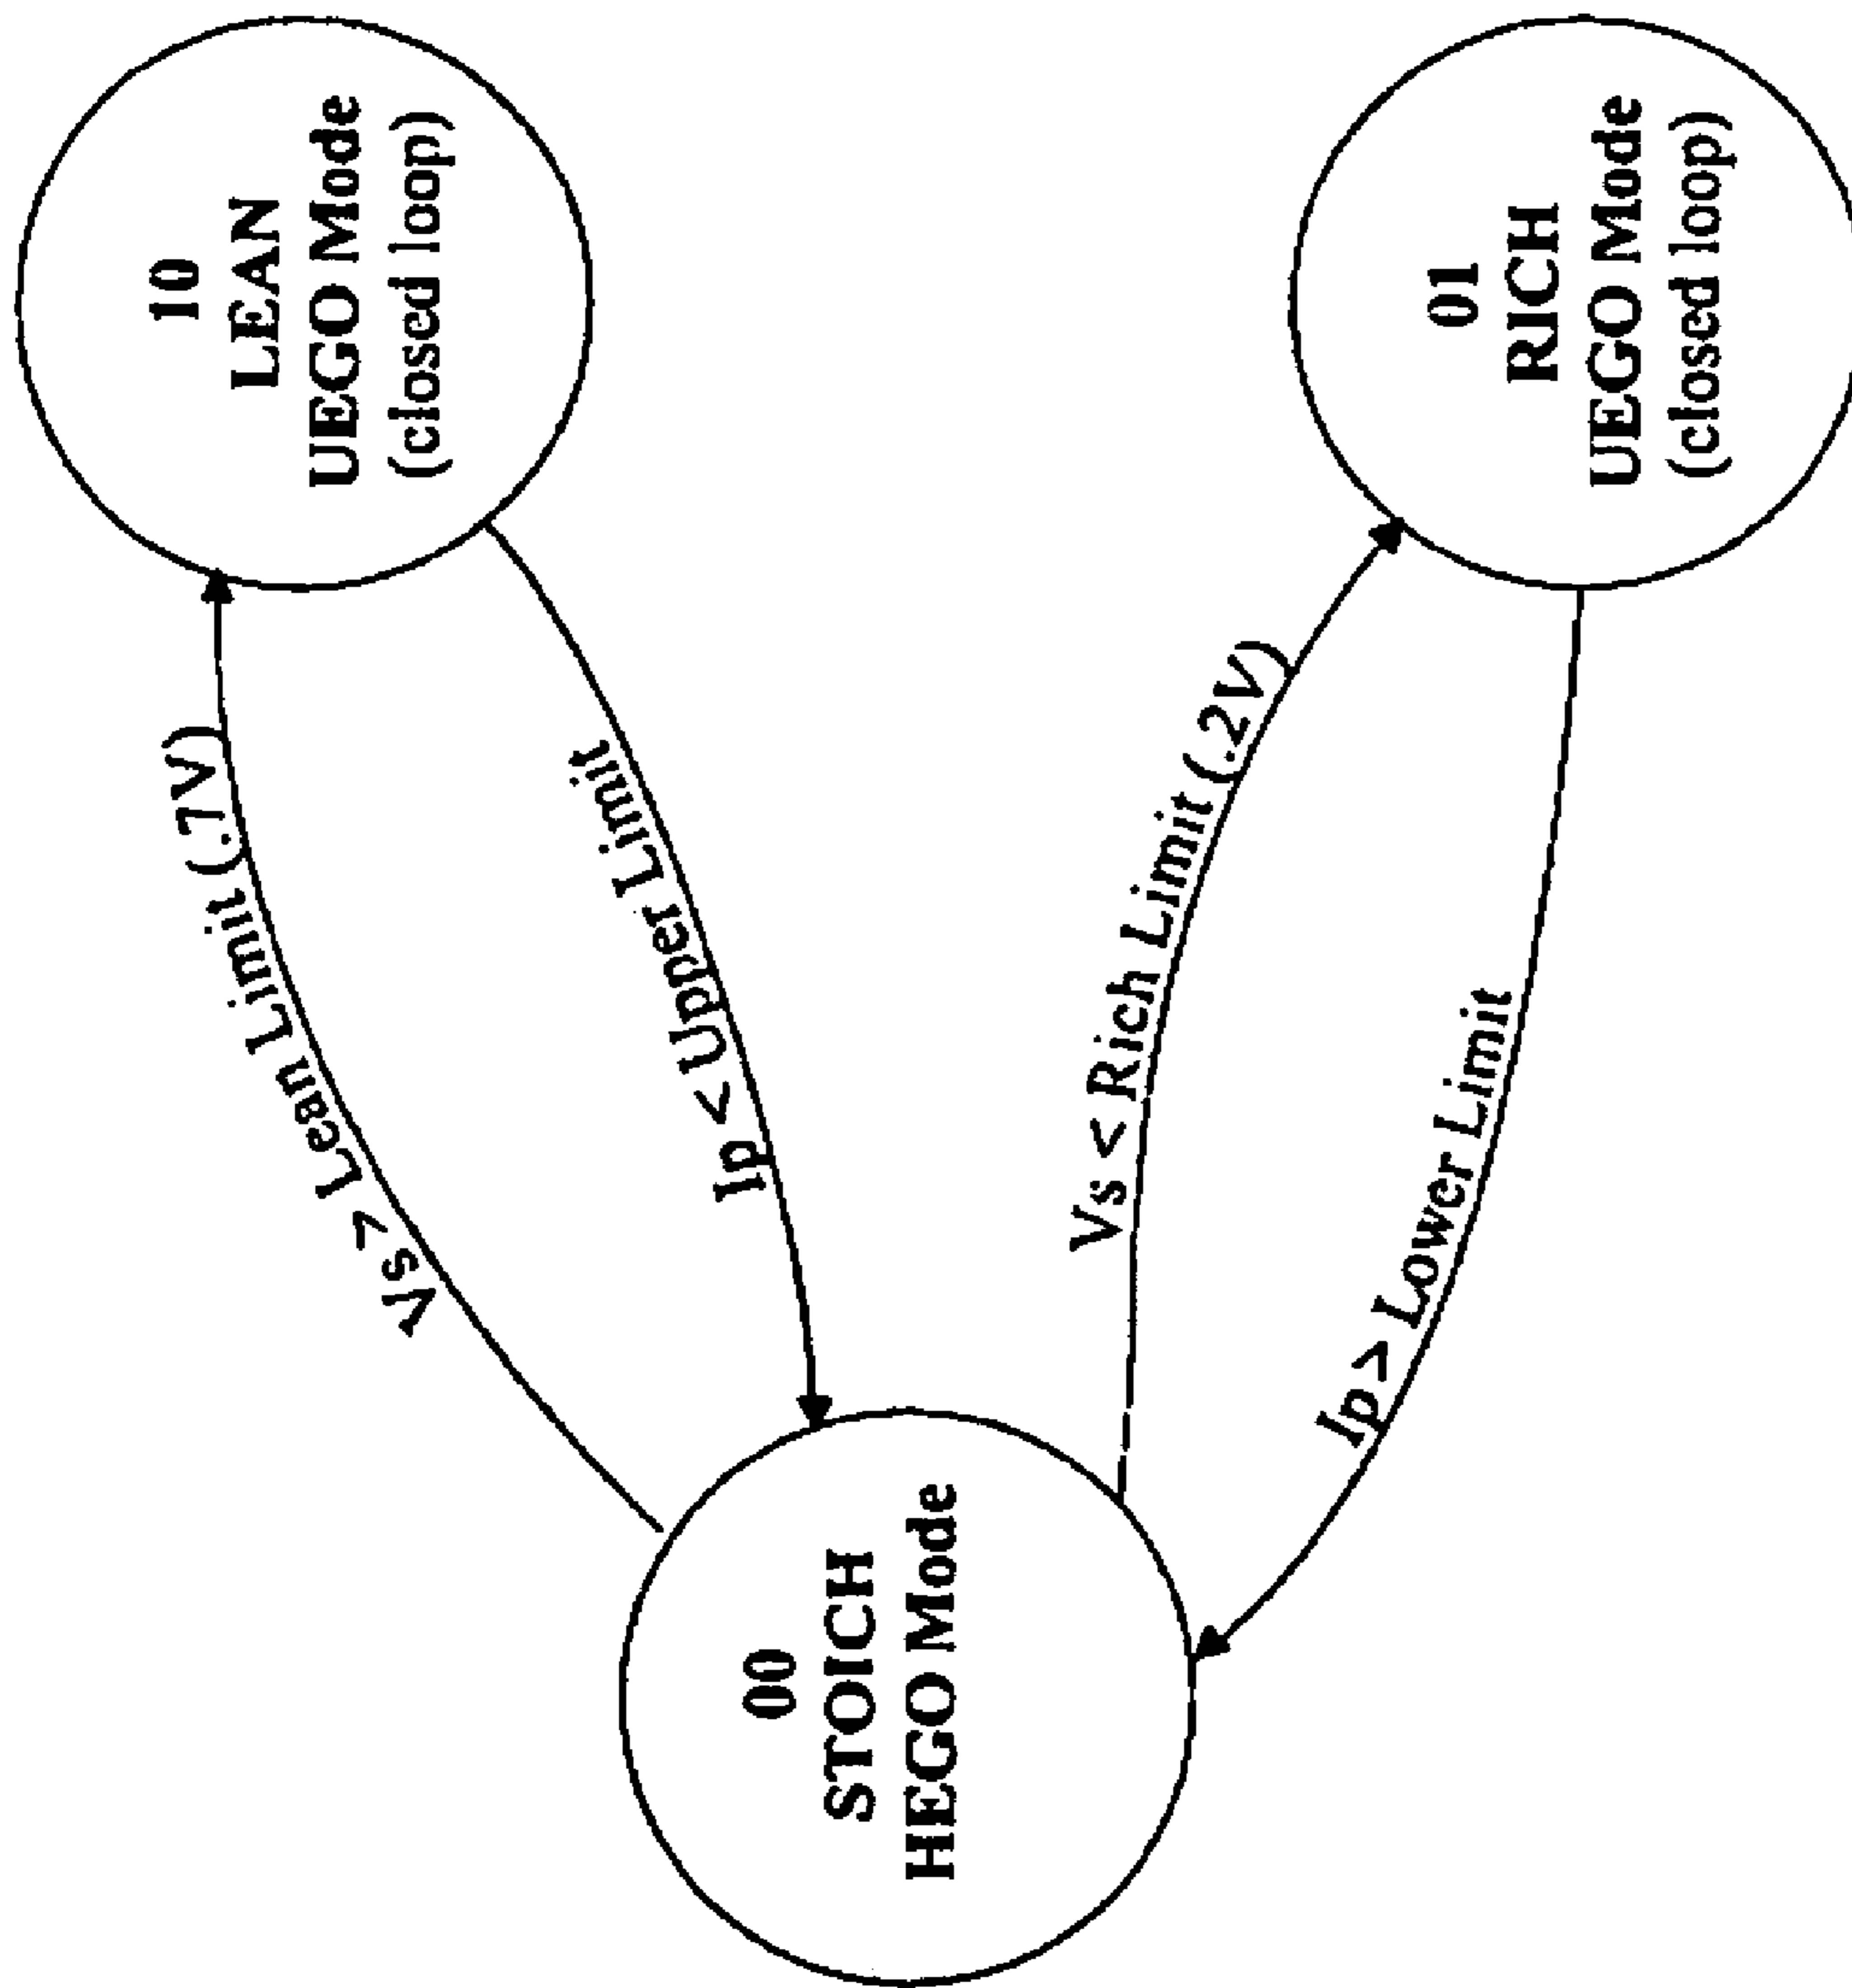 10
LEAN
UEGO Mode
(closed loop)
Vs > Lean Limit (.7V)
Ip < Upper Limit
00
STOICH
HEGO Mode
Vs < Rich Limit (.2V)
Ip > Lower Limit
01
RICH
UEGO Mode
(closed loop)